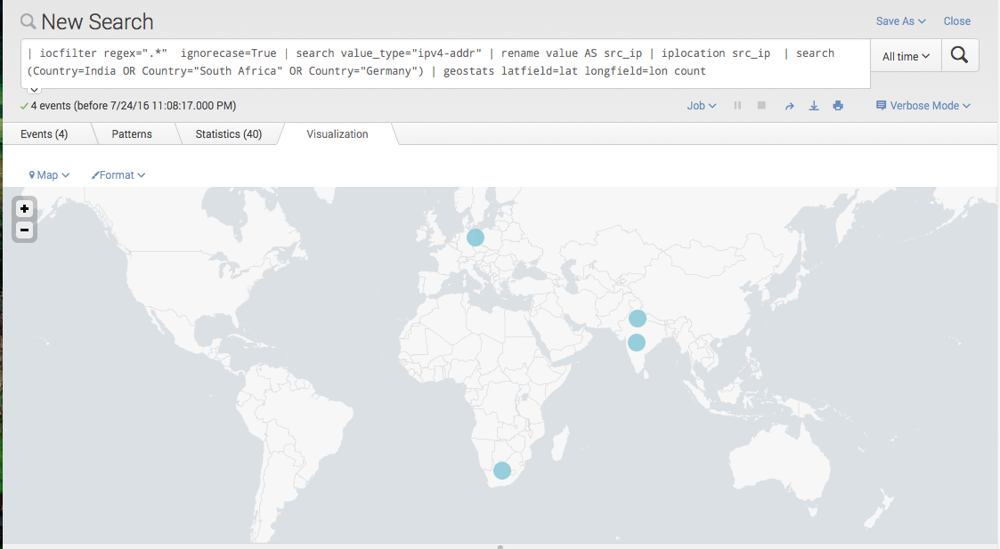 New Search
Save As
Close
| iocfilter regex=".*"  ignorecase=True | search value_type="ipv4-addr" | rename value AS src_ip | iplocation src_ip  | search
(Country=India OR Country="South Africa" OR Country="Germany") | geostats latfield=lat longfield=lon count
All time
4 events (before 7/24/16 11:08:17.000 PM)
Job
Verbose Mode
Events (4)
Patterns
Statistics (40)
Visualization
Map
Format
+
−